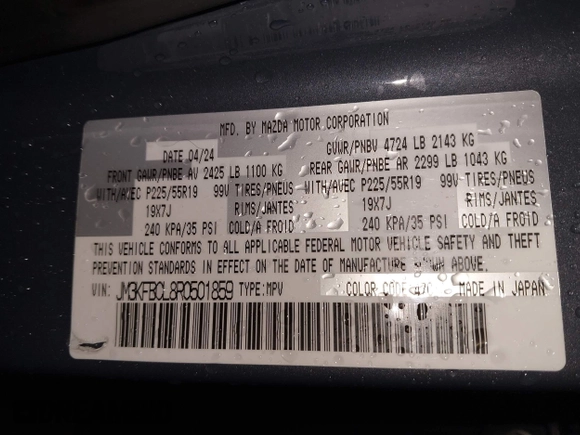 MFD. BY MAZDA MOTOR CORPORATION
DATE 04/24 GVWR/PNBV 4724 LB 2143 KG
FRONT GAWR/PNBE AV 2425 LB 1100 KG REAR GAWR/PNBE AR 2299 LB 1043 KG
WITH/AVEC P225/55R19 99V TIRES/PNEUS WITH/AVEC P225/55R19 99V TIRES/PNEUS
19X7J RIMS/JANTES 19X7J RIMS/JANTES
240 KPA/35 PSI COLD/A FROID 240 KPA/35 PSI COLD/A FROID
THIS VEHICLE CONFORMS TO ALL APPLICABLE FEDERAL MOTOR VEHICLE SAFETY AND THEFT
PREVENTION STANDARDS IN EFFECT ON THE DATE OF MANUFACTURE SHOWN ABOVE.
VIN: JM3KFBCL8R0501859 TYPE:MPV COLOR CODE MADE IN JAPAN